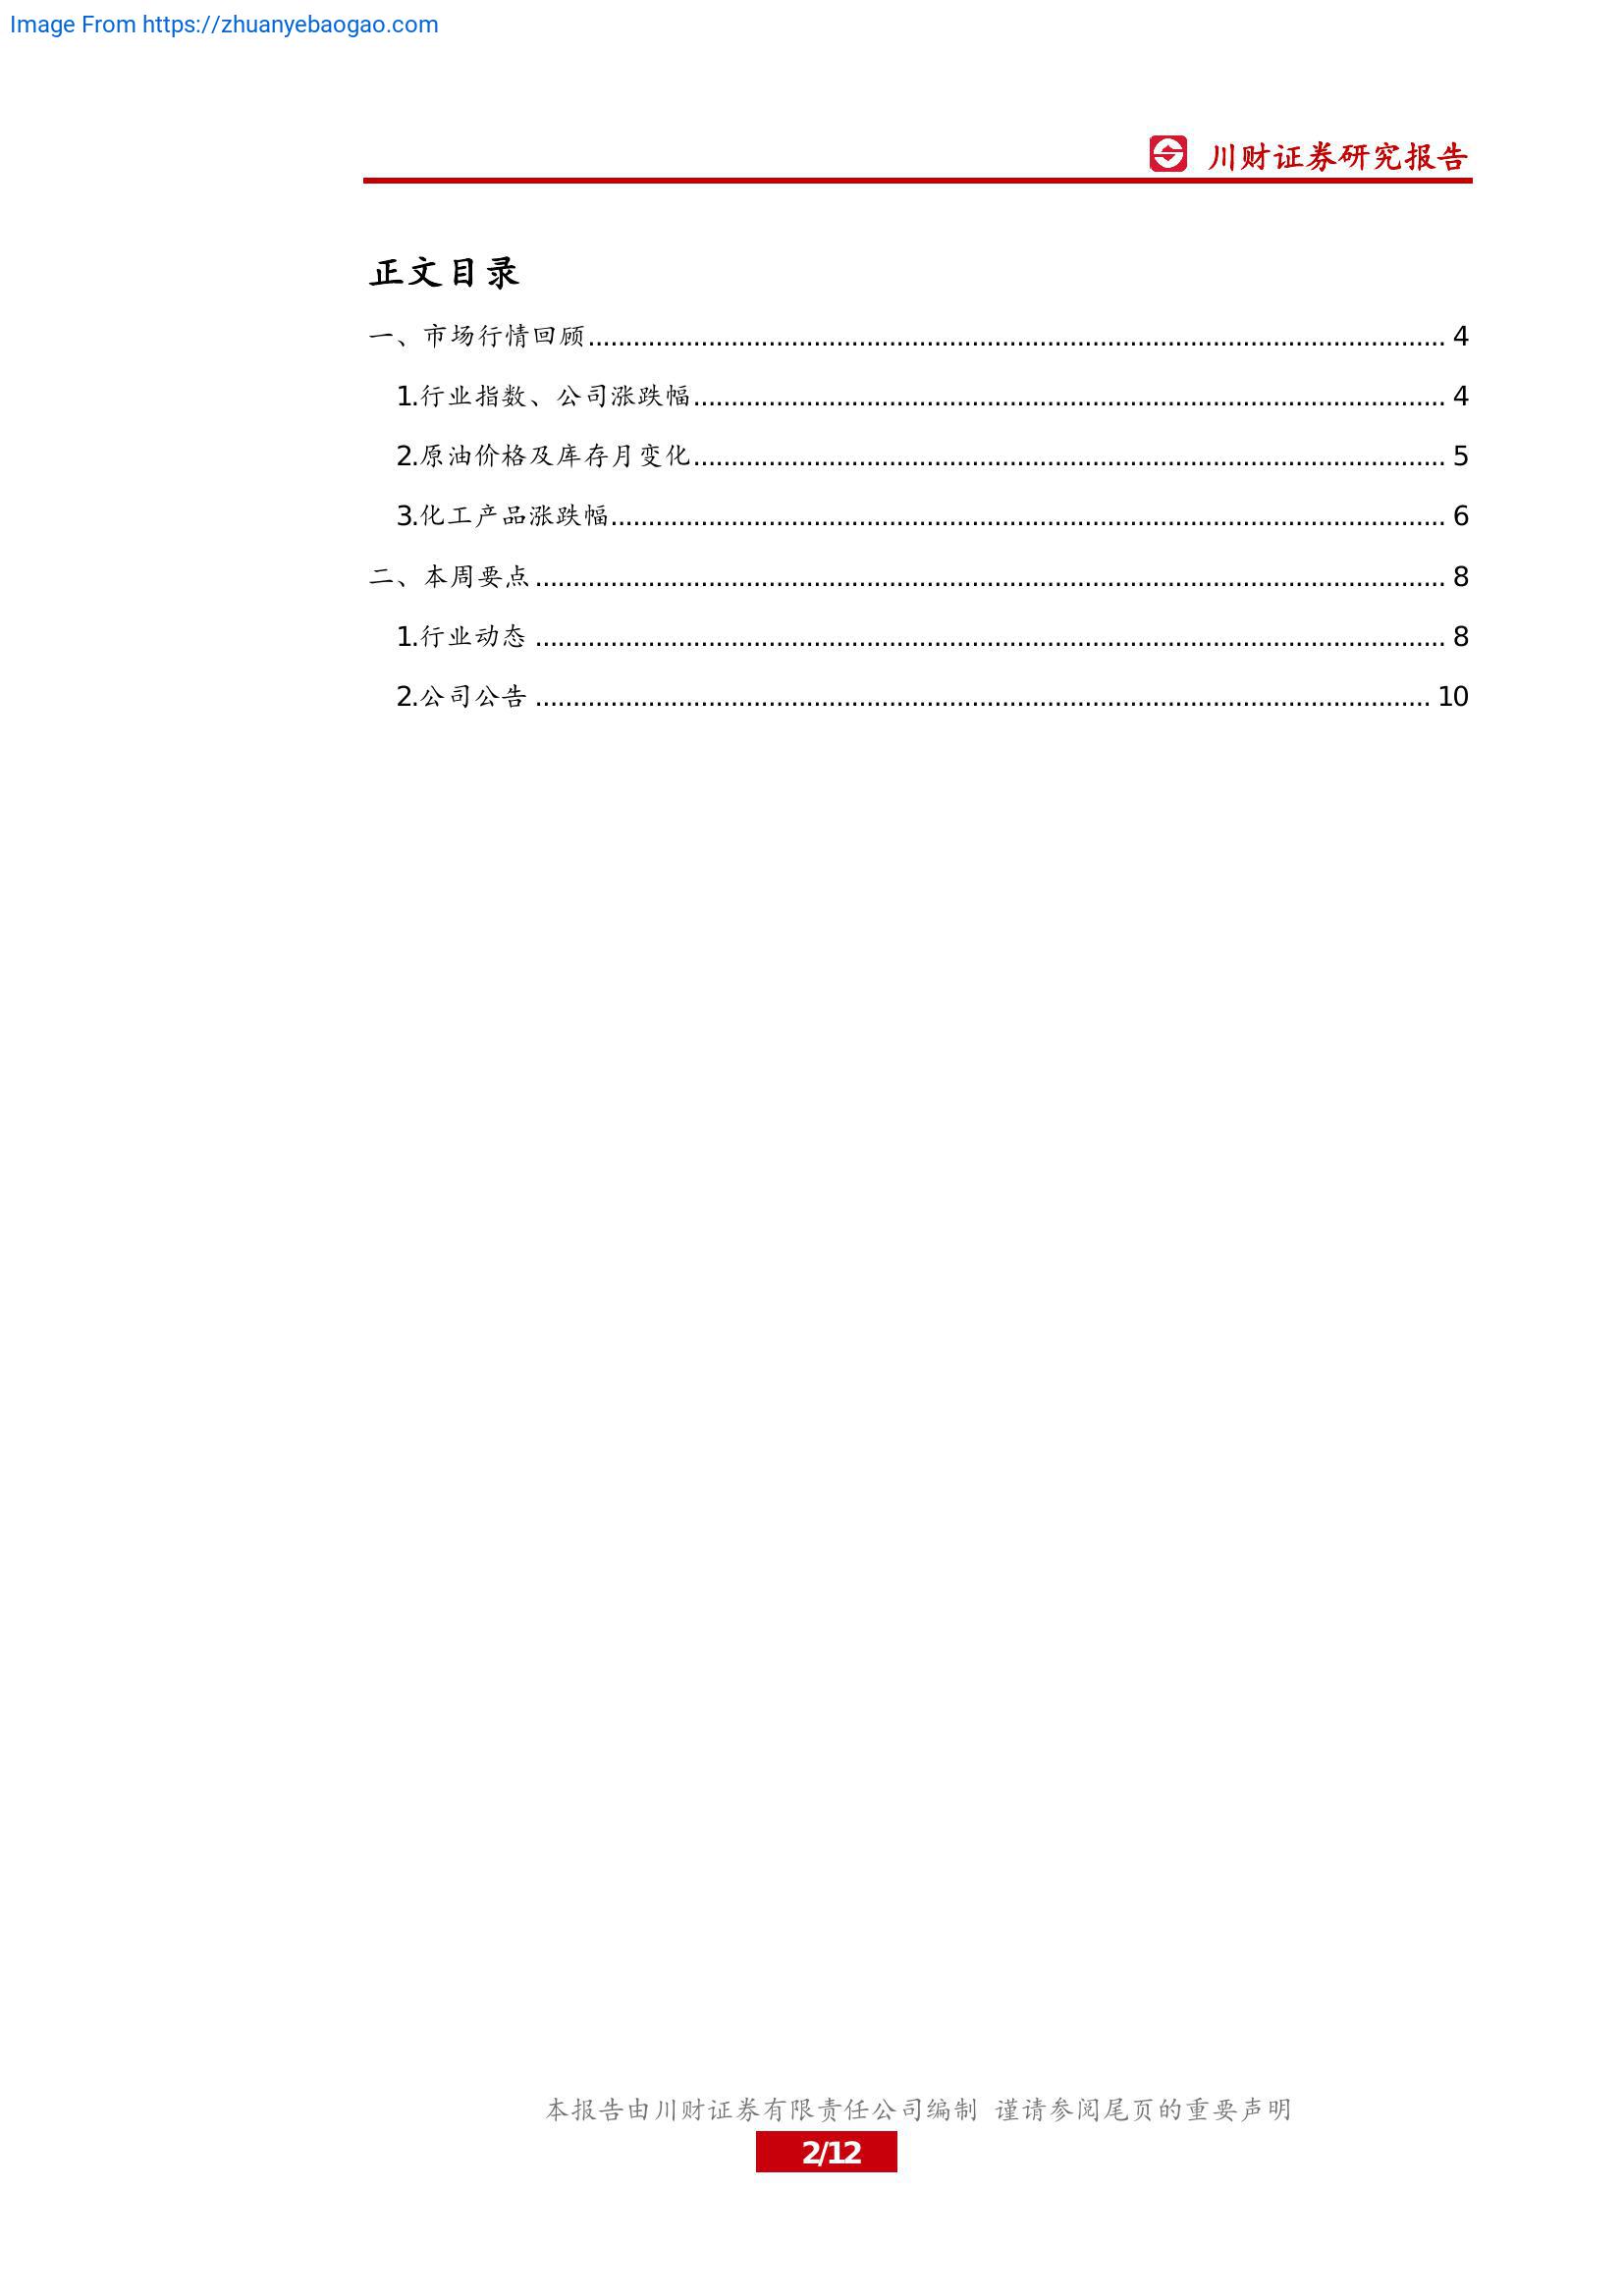 Image From https://zhuanyebaogao.com
川财证券研究报告
正文目录
一、市场行情回顾........................................................................................................................ 4
1.行业指数、公司涨跌幅............................................................................................................ 4
2.原油价格及库存月变化............................................................................................................ 5
3.化工产品涨跌幅........................................................................................................................ 6
二、本周要点................................................................................................................................ 8
1.行业动态 .................................................................................................................................. 8
2.公司公告 ................................................................................................................................ 10
本报告由川财证券有限责任公司编制 谨请参阅尾页的重要声明
2/12